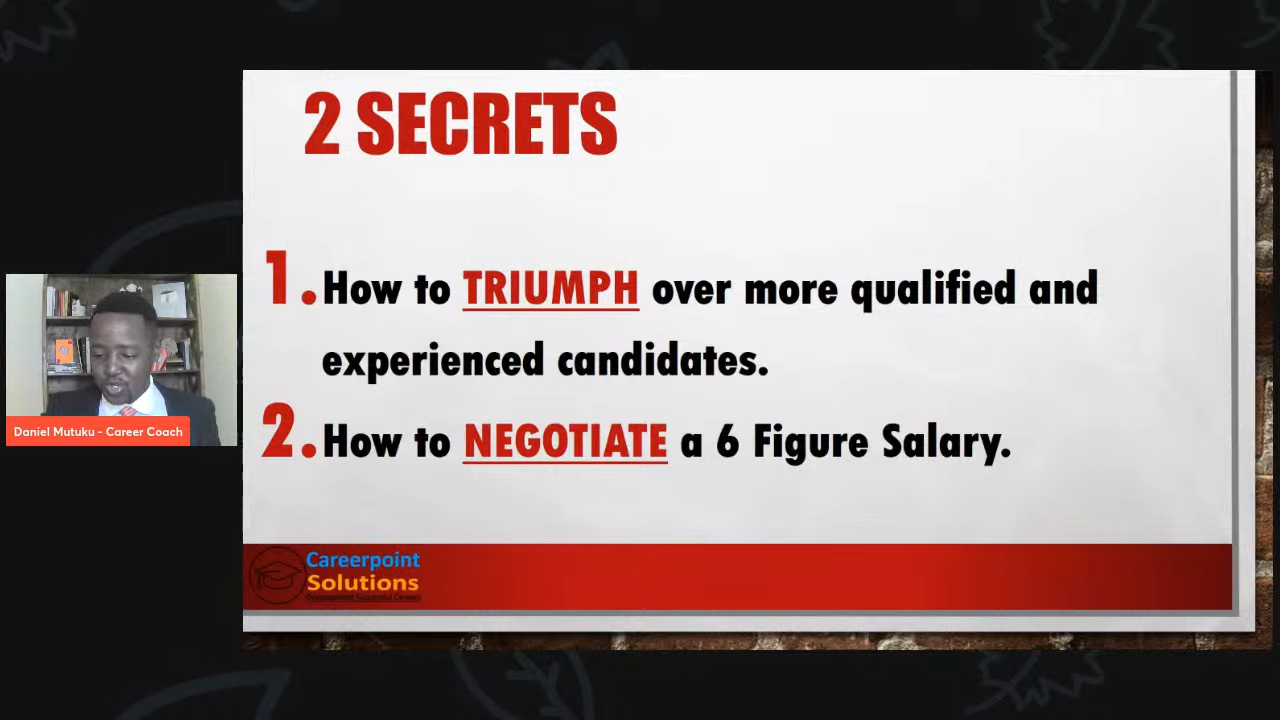 2 SECRETS
1. How to TRIUMPH over more qualified and
experienced candidates.
2. How to NEGOTIATE a 6 Figure Salary.
Daniel Mutuku - Career Coach
Careerpoint
Solutions